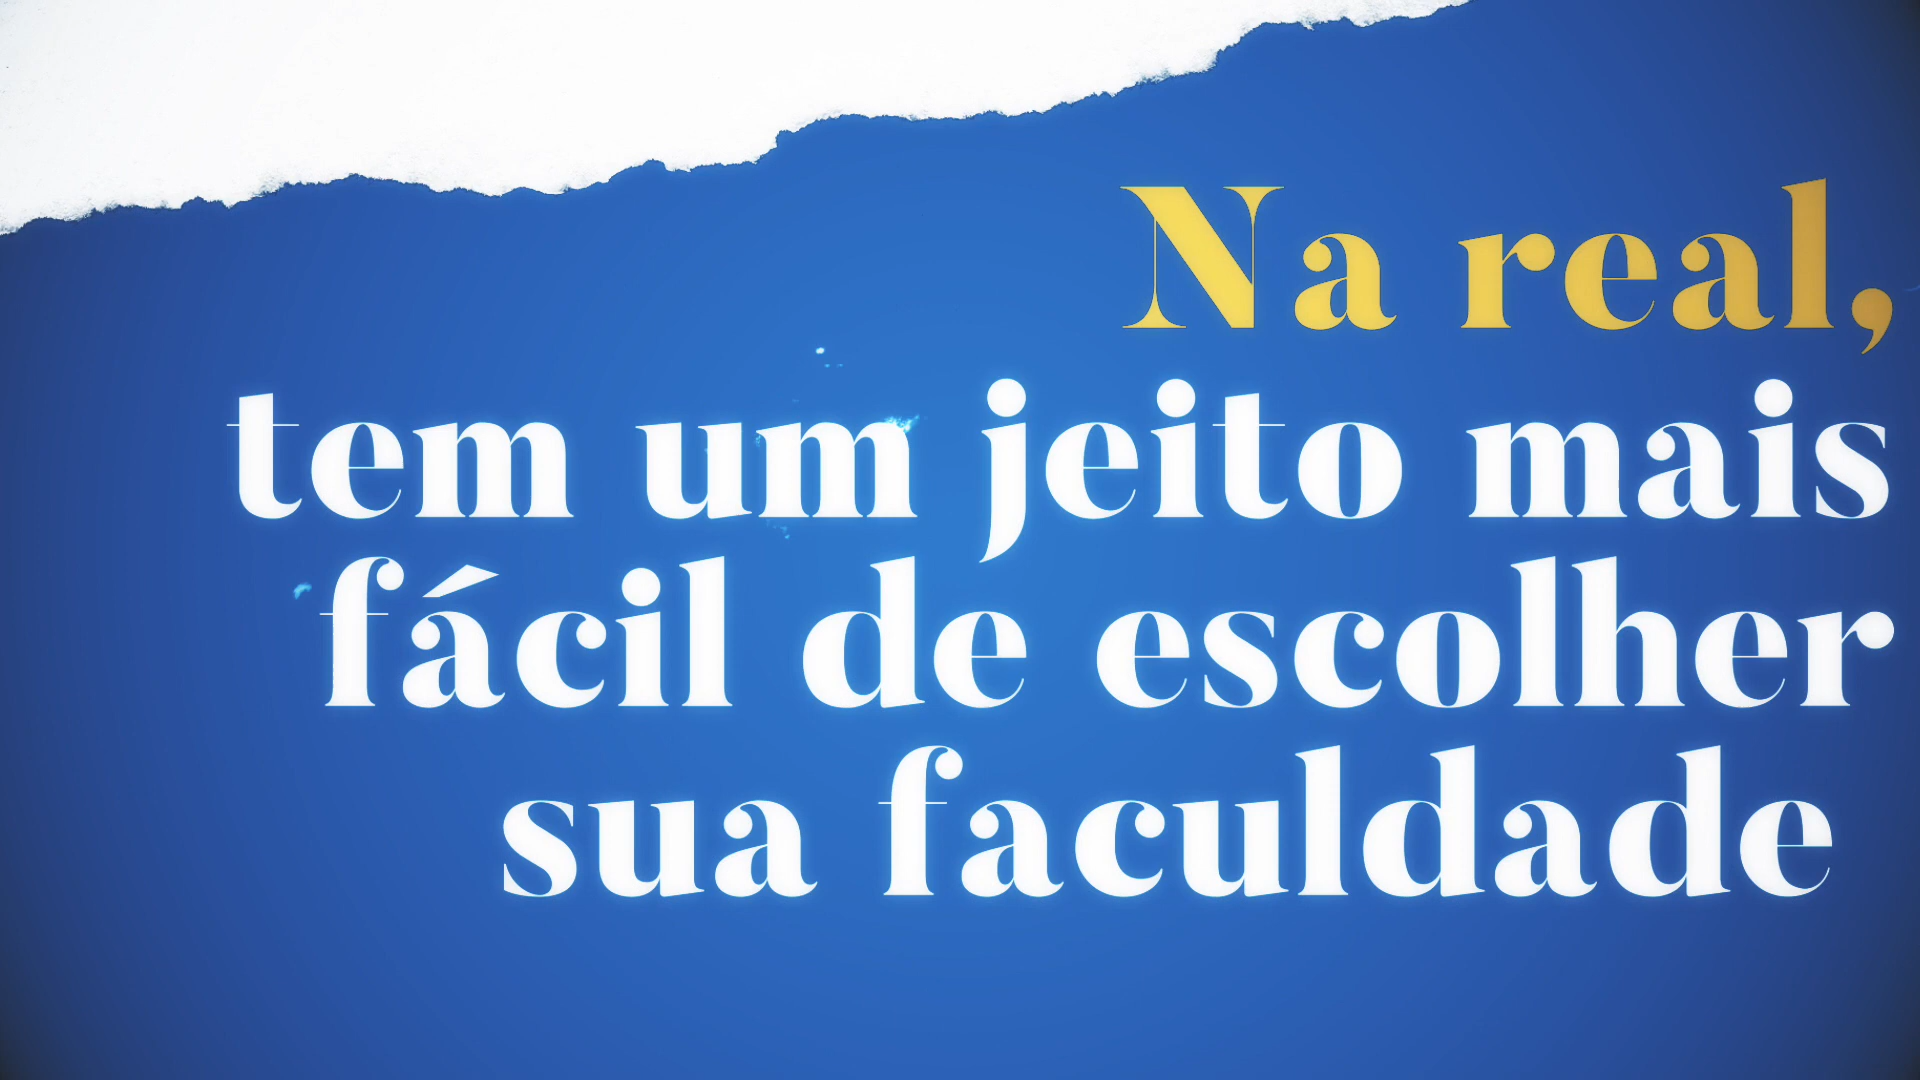 Na real,
tem um jeito mais
fácil de escolher
sua faculdade